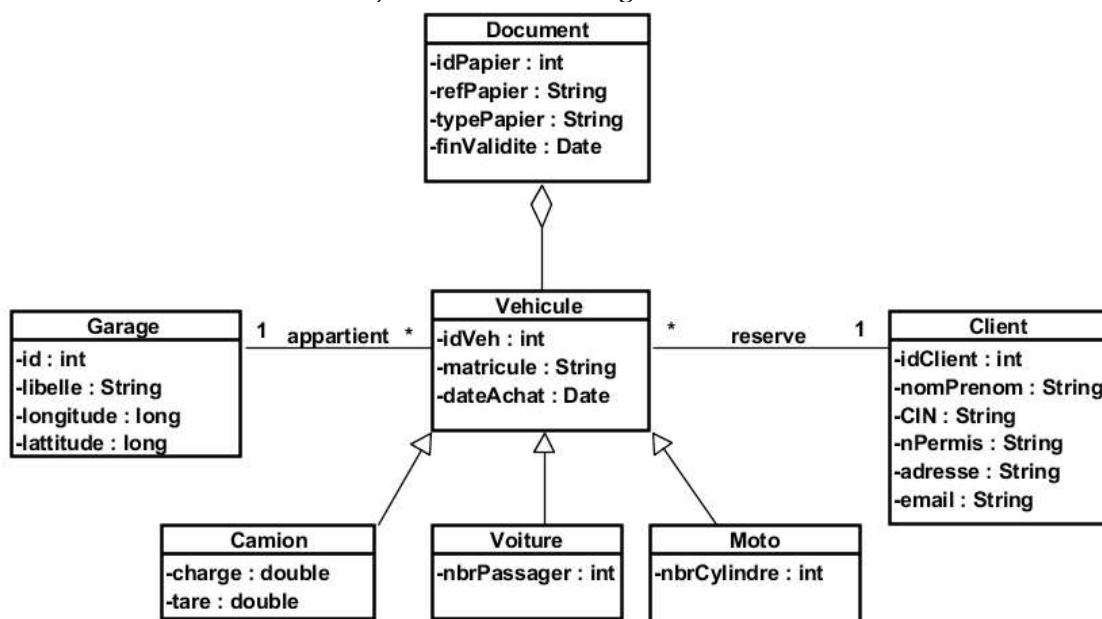 Document
-idPapier : int
-refPapier : String
-typePapier : String
-finValidite : Date
Garage
-id : int
-libelle : String
-longitude : long
-lattitude : long
1 appartient *
Vehicule
-idVeh : int
-matricule : String
-dateAchat : Date
* reserve 1
Client
-idClient : int
-nomPrenom : String
-CIN : String
-nPermis : String
-adresse : String
-email : String
Camion
-charge : double
-tare : double
Voiture
-nbrPassager : int
Moto
-nbrCylindre : int